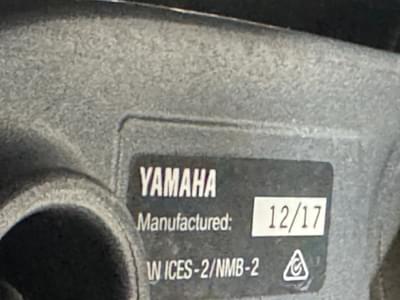 YAMAHA
Manufactured: 12/17
ICES-2/NMB-2